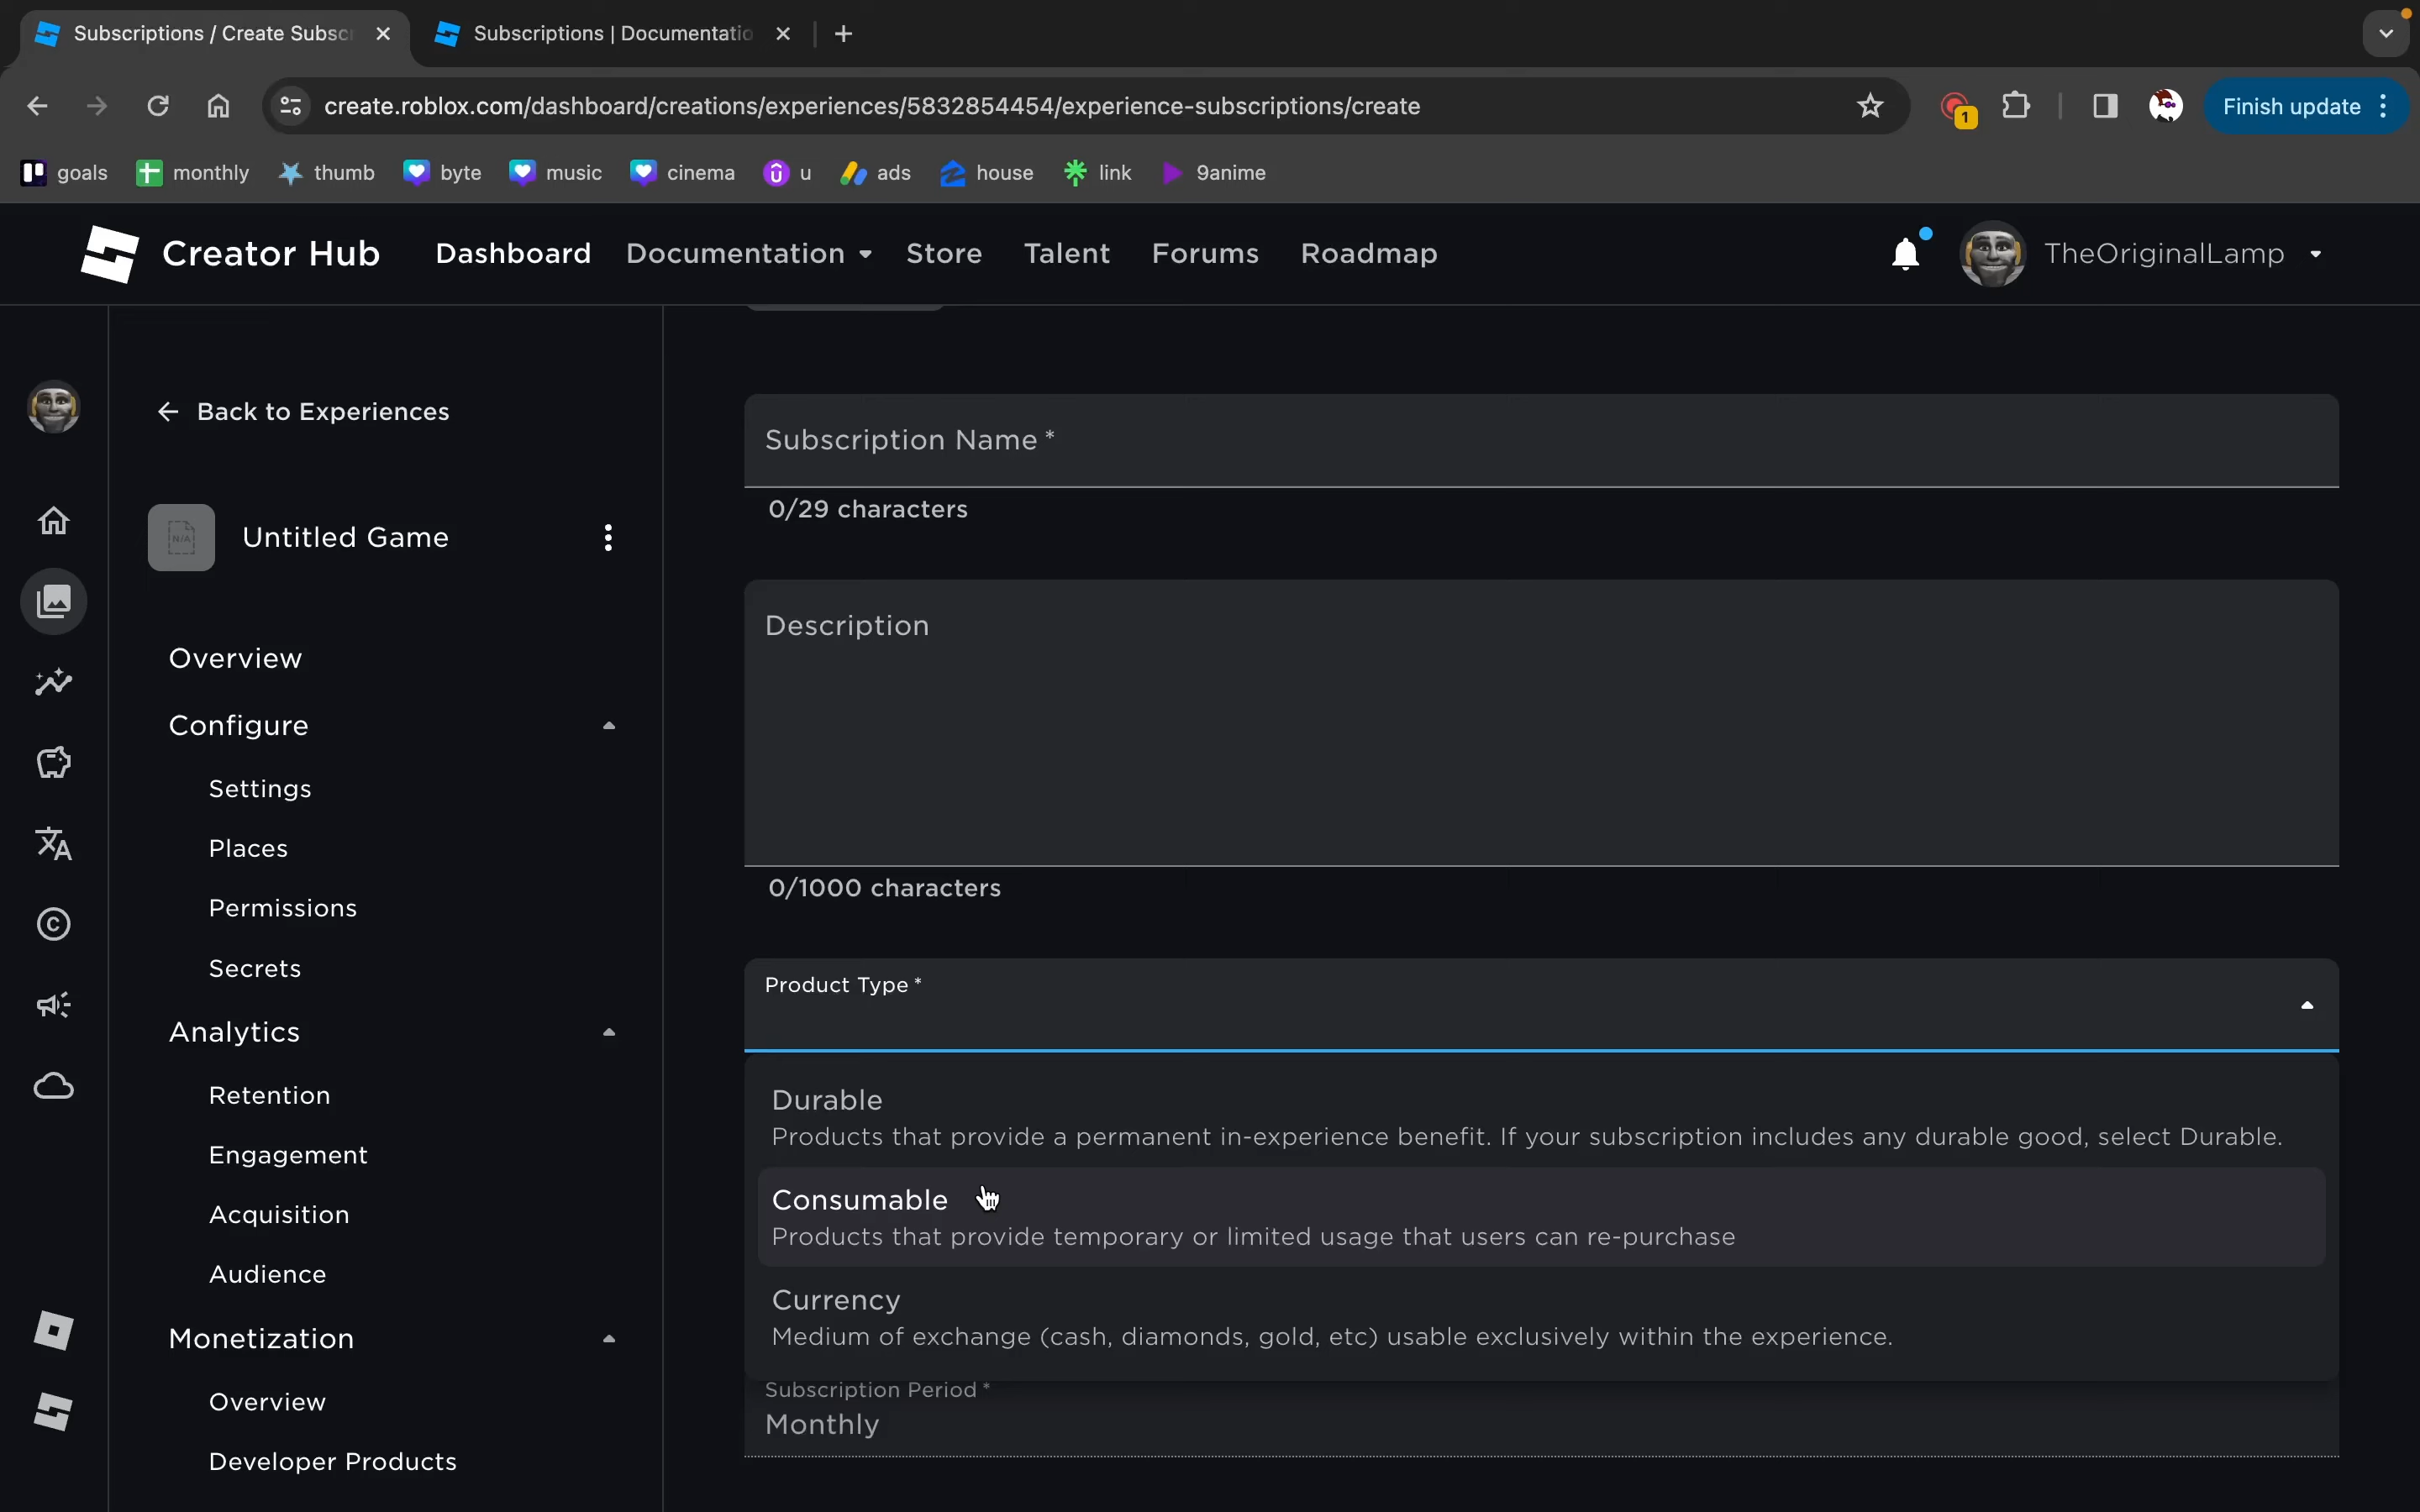 Subscriptions / Create Subsc
Subscriptions | Documentatio
create.roblox.com/dashboard/creations/experiences/5832854454/experience-subscriptions/create
1
Finish update
goals
monthly
thumb
byte
music
cinema
u
ads
house
link
9anime
Creator Hub
Dashboard
Documentation
Store
Talent
Forums
Roadmap
TheOriginalLamp
Back to Experiences
N/A
Untitled Game
Overview
Configure
Settings
Places
Permissions
Secrets
Analytics
Retention
Engagement
Acquisition
Audience
Monetization
Overview
Developer Products
Subscription Name *
0/29 characters
Description
0/1000 characters
Product Type *
Durable
Products that provide a permanent in-experience benefit. If your subscription includes any durable good, select Durable.
Consumable
Products that provide temporary or limited usage that users can re-purchase
Currency
Medium of exchange (cash, diamonds, gold, etc) usable exclusively within the experience.
Subscription Period *
Monthly